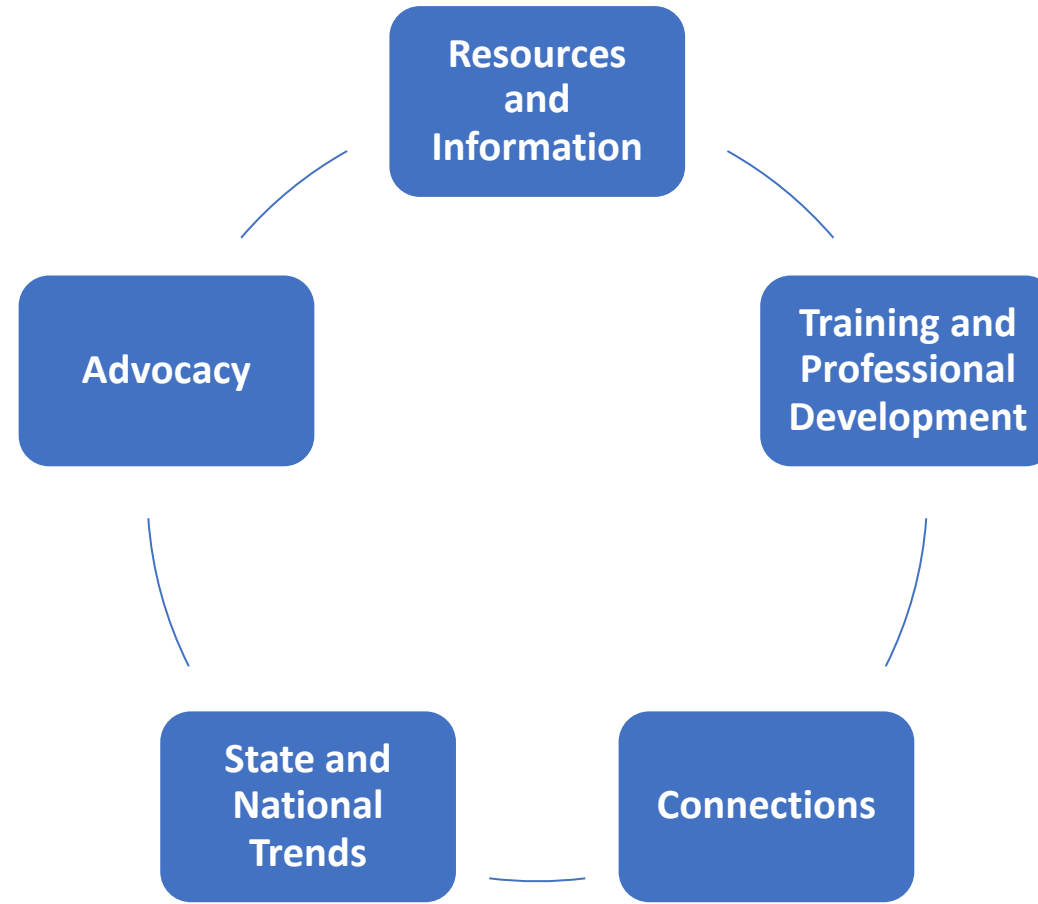 Resources
and
Information
Training and
Professional
Development
Connections
State and
National
Trends
Advocacy